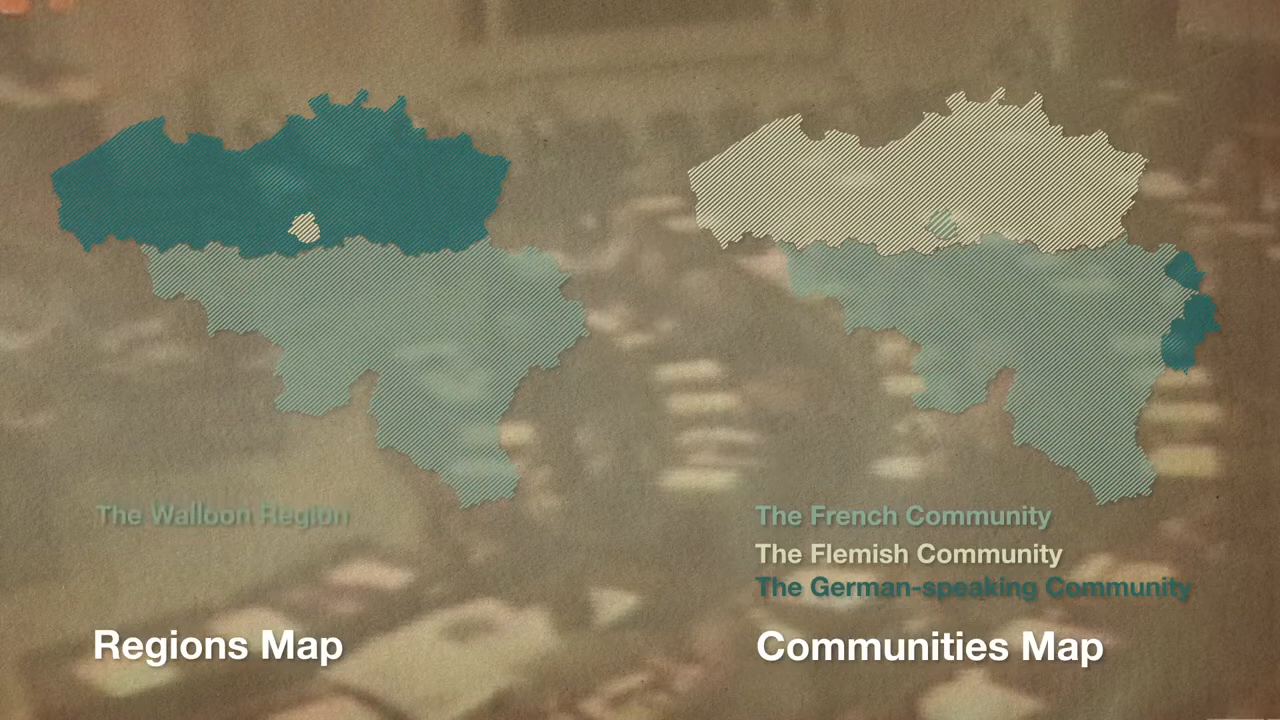 The Walloon Region
The French Community
The Flemish Community
The German-speaking Community
Regions Map
Communities Map